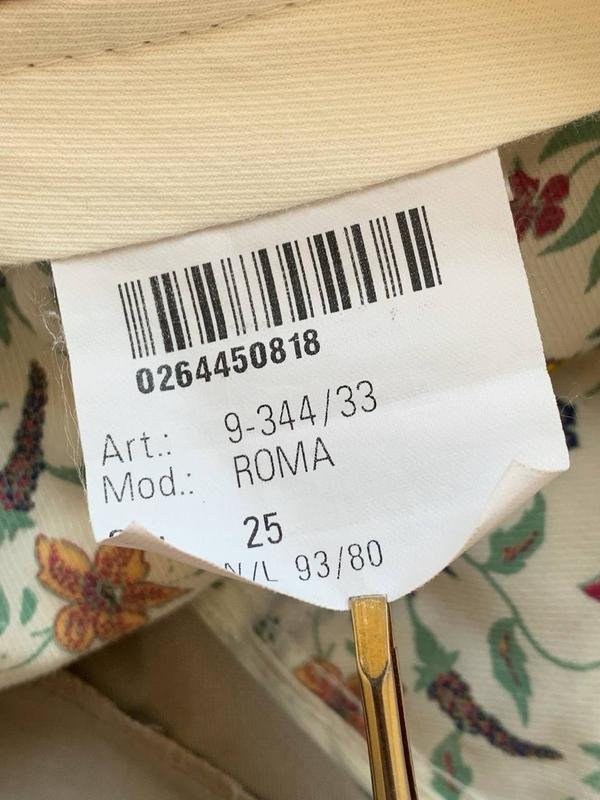 0264450818
Art.: 9-344/33
Mod.: ROMA
25
N/L 93/80